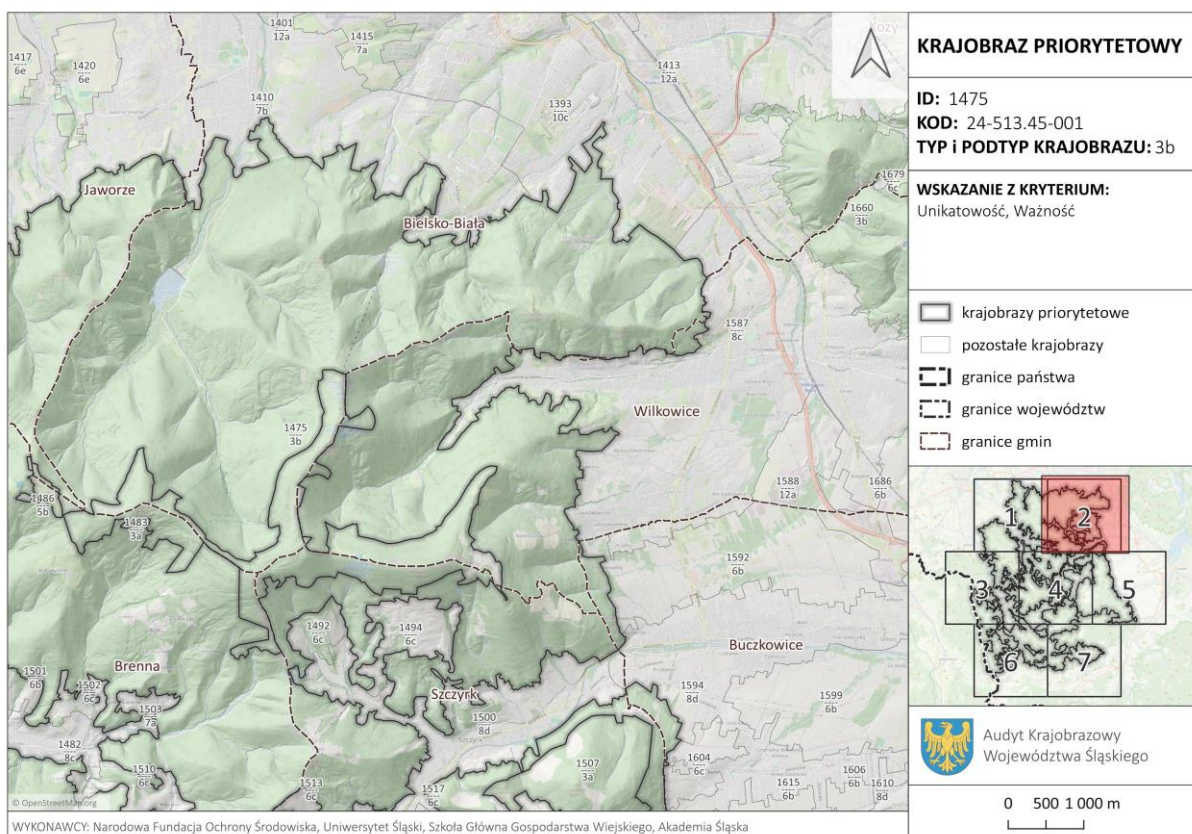 KRAJOBRAZ PRIORYTETOWY
ID: 1475
KOD: 24-513.45-001
TYP i PODTYP KRAJOBRAZU: 3b
WSKAZANIE Z KRYTERIUM:
Unikatowość, Ważność
krajobrazy priorytetowe
pozostałe krajobrazy
granice państwa
granice województw
granice gmin
1
2
3
4
5
6
7
Audyt Krajobrazowy
Województwa Śląskiego
0 500 1 000 m
Kozy
1401
12a
1415
7a
1417
6e
1420
6e
1413
12a
1410
7b
1393
10c
1679
6c
Jaworze
1660
3b
Bielsko-Biała
1587
8c
Wilkowice
1475
3b
1588
12a
1686
6b
1486
5b
1483
3a
1592
6b
1492
6c
1494
6c
Buczkowice
Brenna
1501
6b
1502
6c
1503
7a
Szczyrk
1594
8d
1599
6b
1500
8d
1482
8c
1510
6c
1513
6c
1517
6c
1507
3a
1604
6c
1615
6b
1606
6b
1610
8d
© OpenStreetMap.org
WYKONAWCY: Narodowa Fundacja Ochrony Środowiska, Uniwersytet Śląski, Szkoła Główna Gospodarstwa Wiejskiego, Akademia Śląska